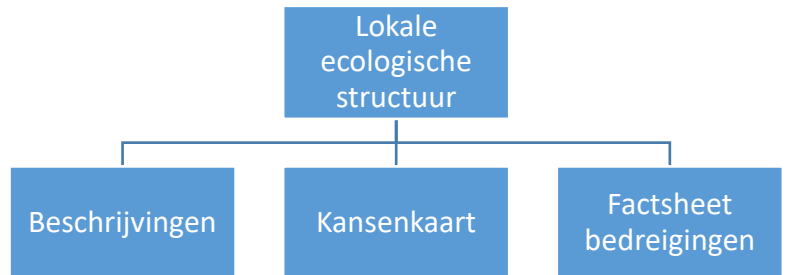 Lokale
ecologische
structuur
Beschrijvingen
Kansenkaart
Factsheet
bedreigingen